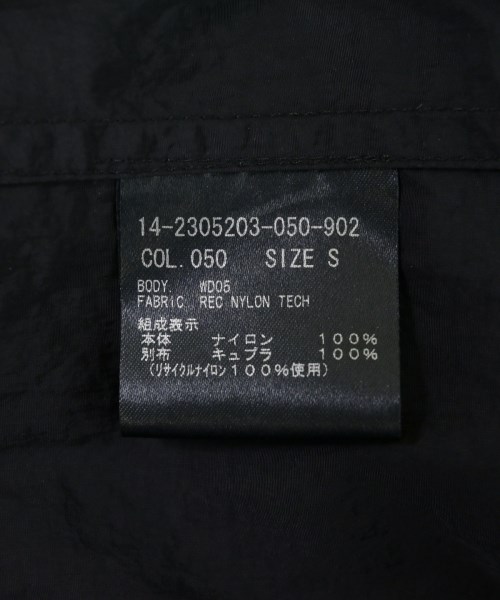 14-2305203-050-902
COL.050 SIZE S
BODY. WD05
FABRIC. REC NYLON TECH
組成表示
本体 ナイロン 100%
別布 キュプラ 100%
(リサイクルナイロン100%使用)